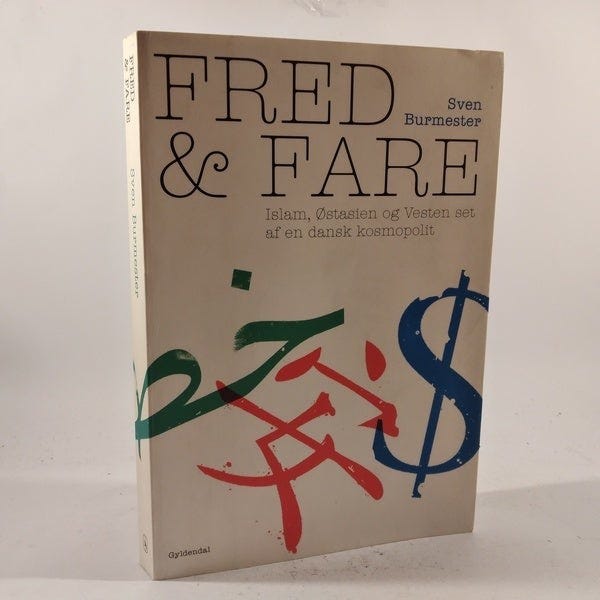 FRED
& FARE
Sven
Burmester
Islam, Østasien og Vesten set
af en dansk kosmopolit
$
Gyldendal
FRED
& FARE
Sven Burmester